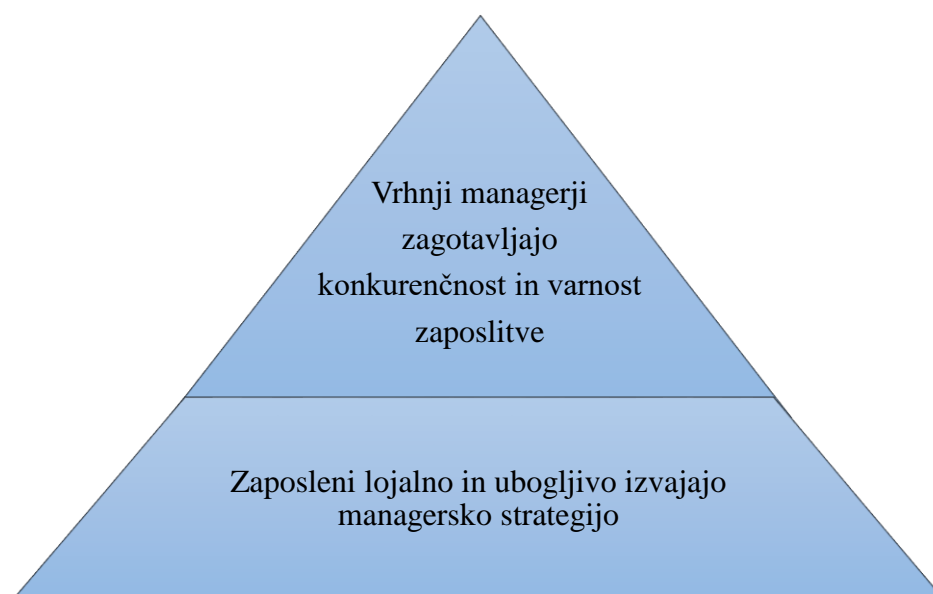 Vrhnji managerji
zagotavljajo
konkurenčnost in varnost
zaposlitve
Zaposleni lojalno in ubogljivo izvajajo
managersko strategijo